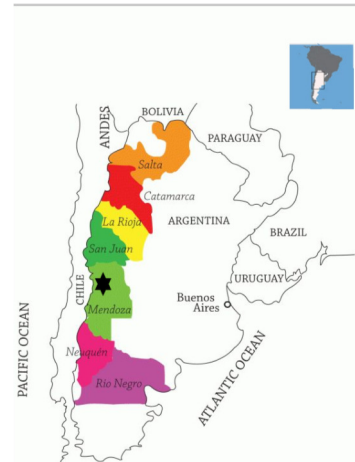 BOLIVIA
ANDES
PARAGUAY
Salta
Catamarca
La Rioja
ARGENTINA
BRAZIL
San Juan
CHILE
URUGUAY
Mendoza
Buenos
Aires
PACIFIC OCEAN
Neuquén
ATLANTIC OCEAN
Río Negro